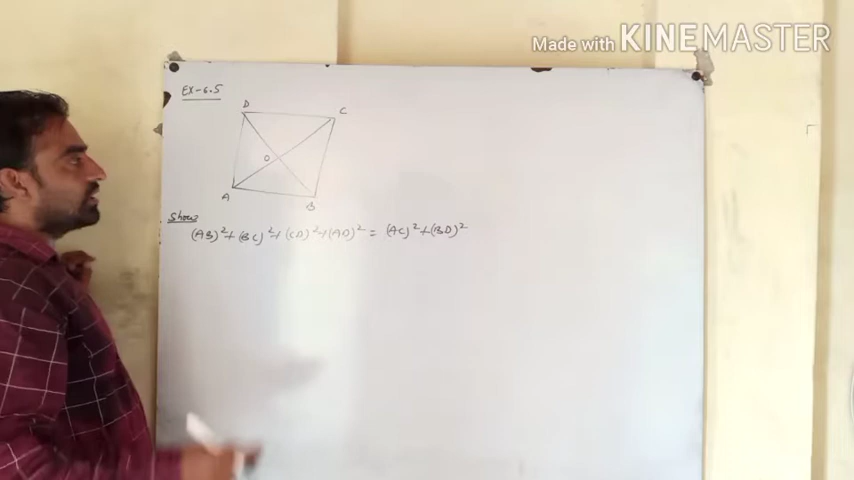 Made with KINEMASTER
Ex-6.5
D
C
O
A
B
Show
(AB)²+(BC)²+(CD)²+(AD)² = (AC)²+(BD)²